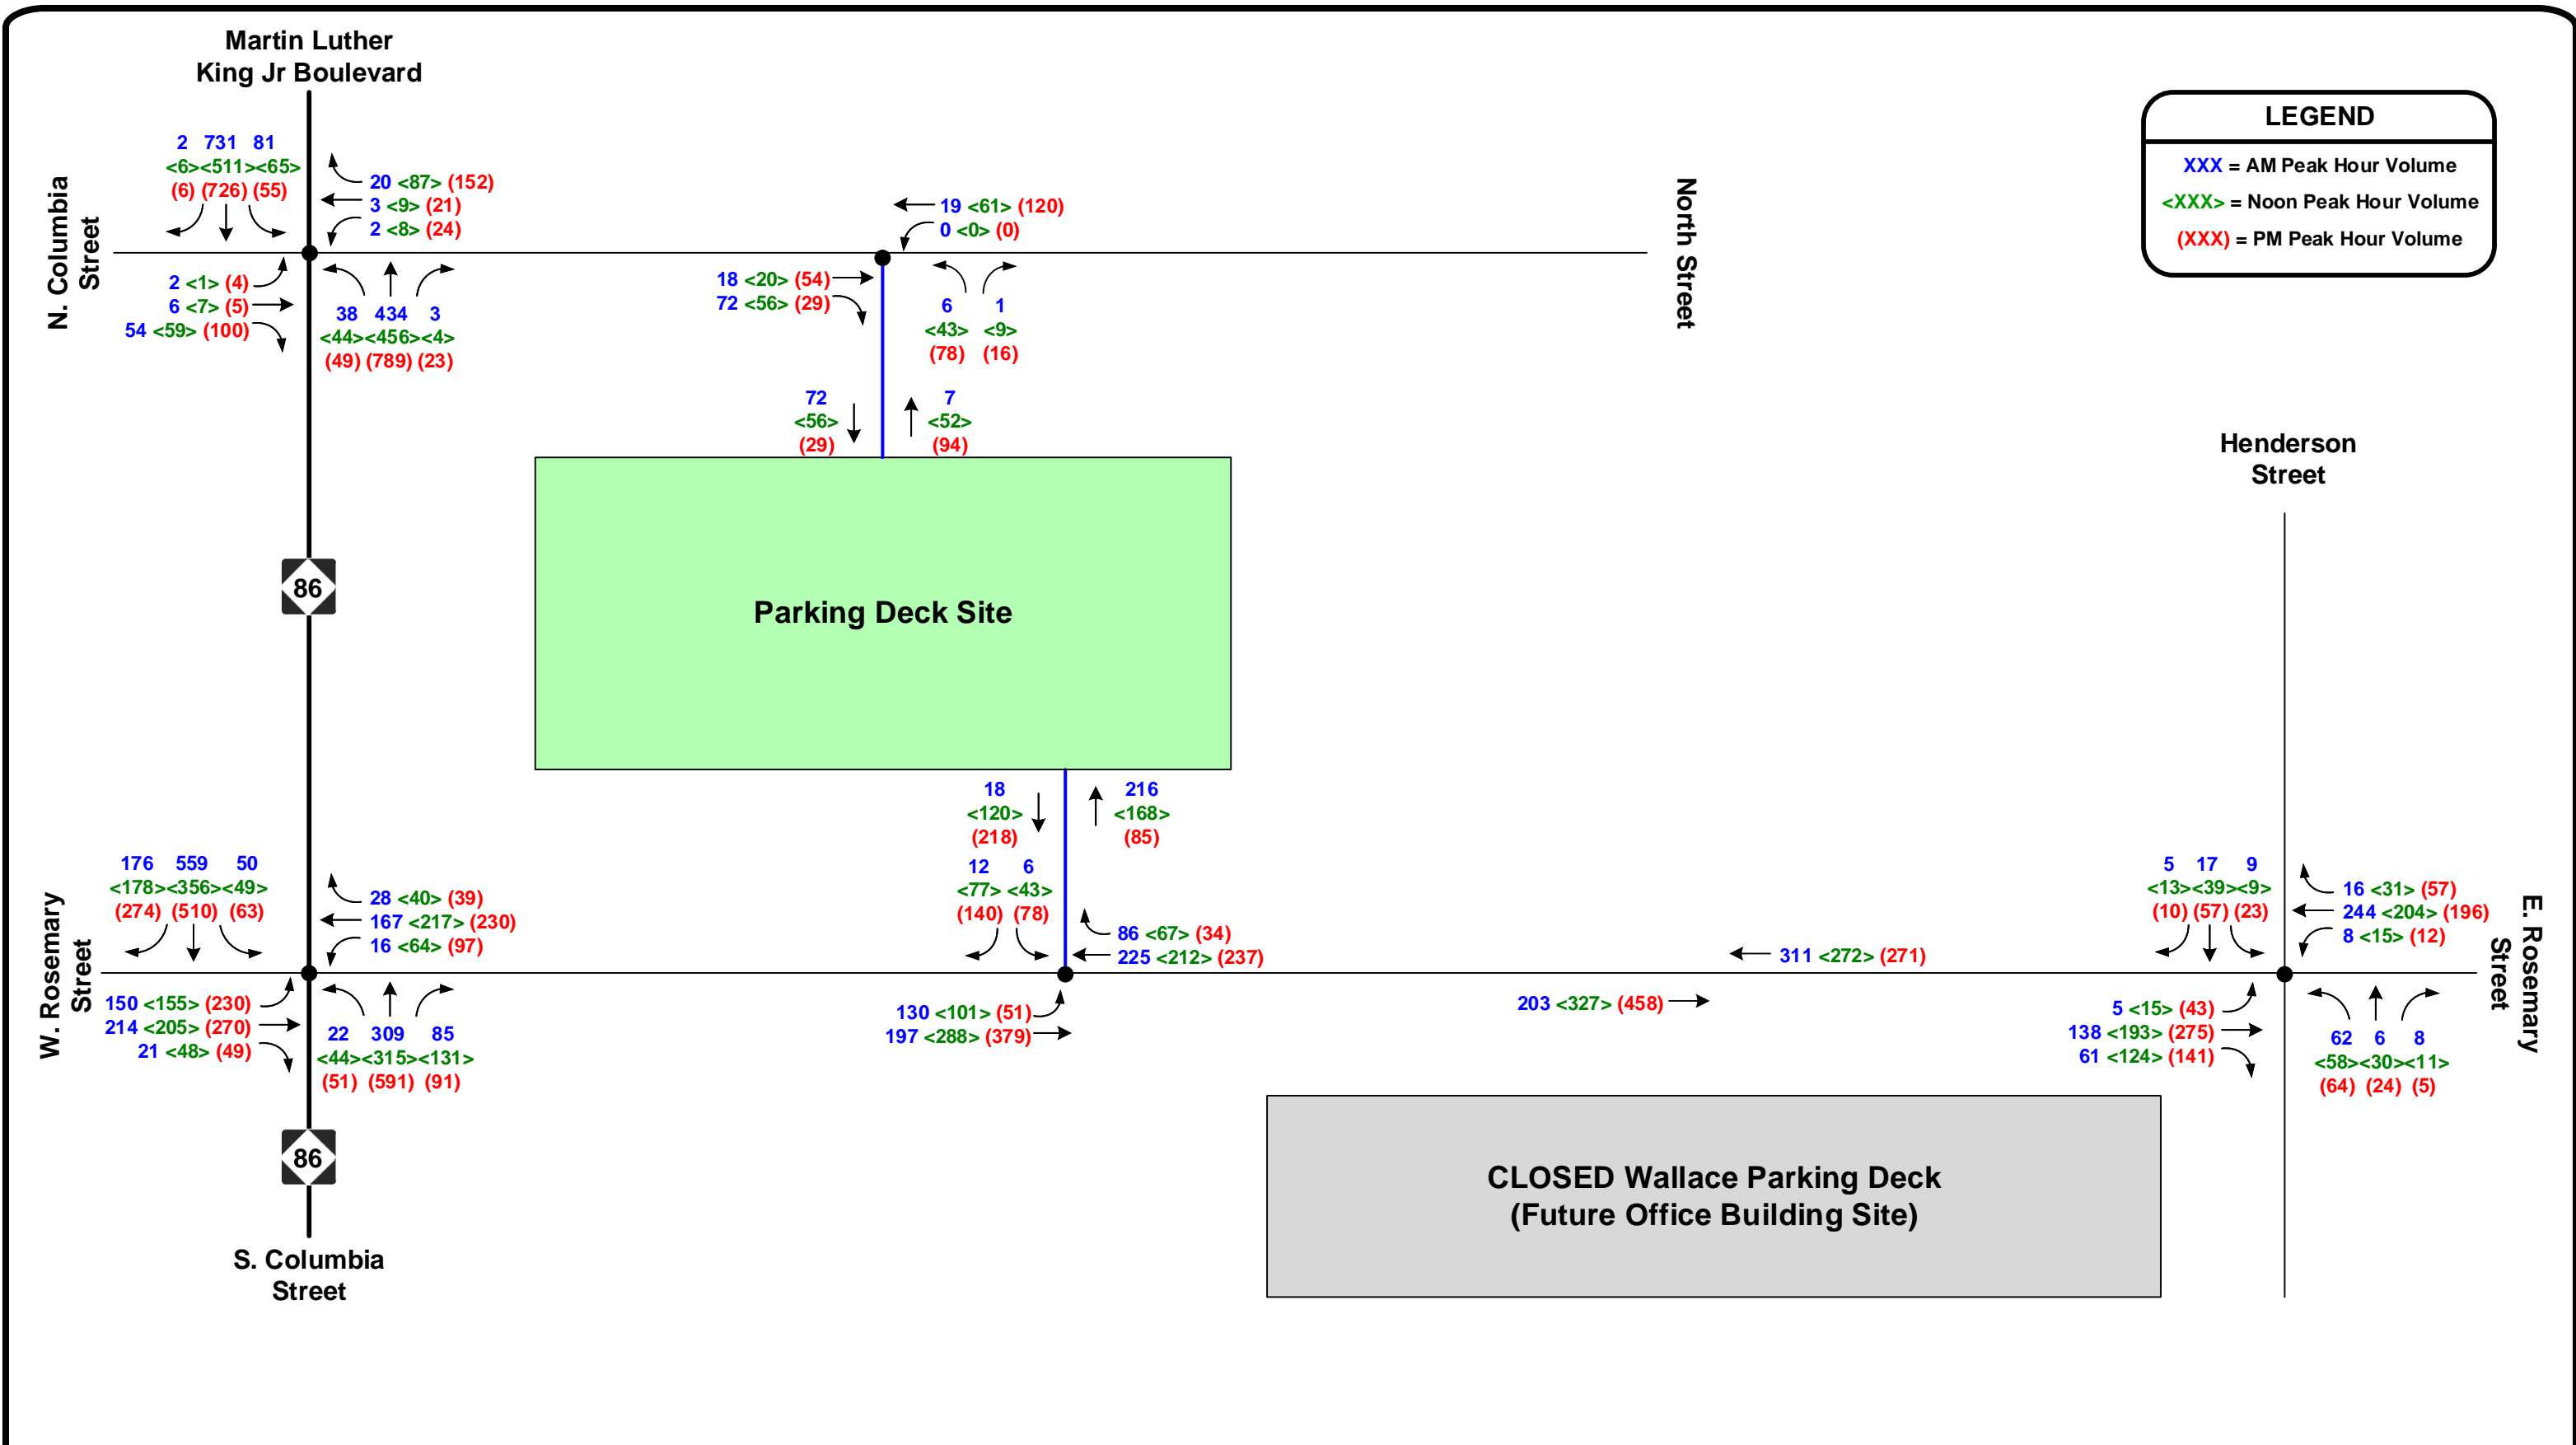 Martin Luther
King Jr Boulevard
LEGEND
XXX = AM Peak Hour Volume
<XXX> = Noon Peak Hour Volume
(XXX) = PM Peak Hour Volume
N. Columbia
Street
2 731 81
<6><511><65>
(6) (726) (55)
20 <87> (152)
3 <9> (21)
2 <8> (24)
2 <1> (4)
6 <7> (5)
54 <59> (100)
38 434 3
<44><456><4>
(49) (789) (23)
19 <61> (120)
0 <0> (0)
18 <20> (54)
72 <56> (29)
6 1
<43> <9>
(78) (16)
North Street
72
<56>
(29)
7
<52>
(94)
Henderson
Street
86
Parking Deck Site
18
<120>
(218)
216
<168>
(85)
12 6
<77> <43>
(140) (78)
86 <67> (34)
225 <212> (237)
130 <101> (51)
197 <288> (379)
W. Rosemary
Street
176 559 50
<178><356><49>
(274) (510) (63)
28 <40> (39)
167 <217> (230)
16 <64> (97)
150 <155> (230)
214 <205> (270)
21 <48> (49)
22 309 85
<44><315><131>
(51) (591) (91)
311 <272> (271)
203 <327> (458)
5 17 9
<13><39><9>
(10) (57) (23)
16 <31> (57)
244 <204> (196)
8 <15> (12)
5 <15> (43)
138 <193> (275)
61 <124> (141)
62 6 8
<58><30><11>
(64) (24) (5)
E. Rosemary
Street
86
S. Columbia
Street
CLOSED Wallace Parking Deck
(Future Office Building Site)